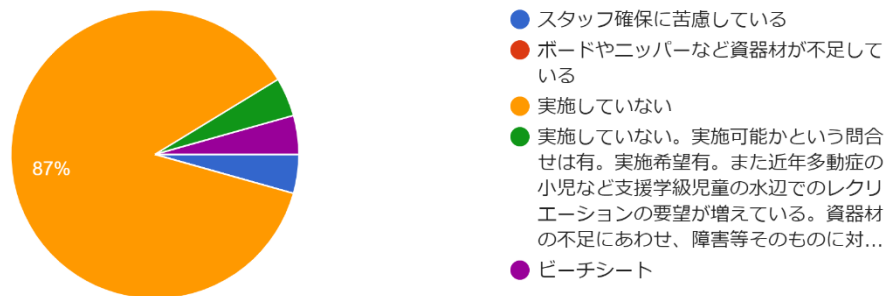 スタッフ確保に苦慮している
ボードやニッパーなど資器材が不足して
いる
実施していない
実施していない。実施可能かという問合
せは有。実施希望有。また近年多動症の
小児など支援学級児童の水辺でのレクリ
エーションの要望が増えている。資器材
の不足にあわせ、障害等そのものに対...
ビーチシート
87%